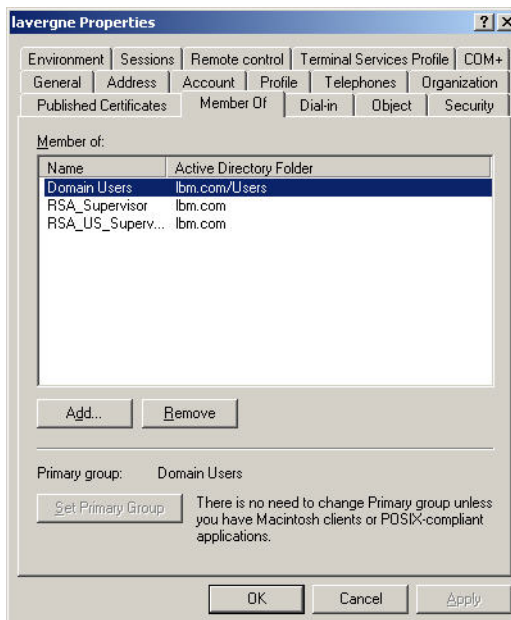 lavergne Properties
Environment Sessions Remote control Terminal Services Profile COM+
General Address Account Profile Telephones Organization
Published Certificates Member Of Dial-in Object Security
Member of:
Name Active Directory Folder
Domain Users lbm.com/Users
RSA_Supervisor lbm.com
RSA_US_Superv... lbm.com
Add... Remove
Primary group: Domain Users
Set Primary Group
There is no need to change Primary group unless
you have Macintosh clients or POSIX-compliant
applications.
OK Cancel Apply